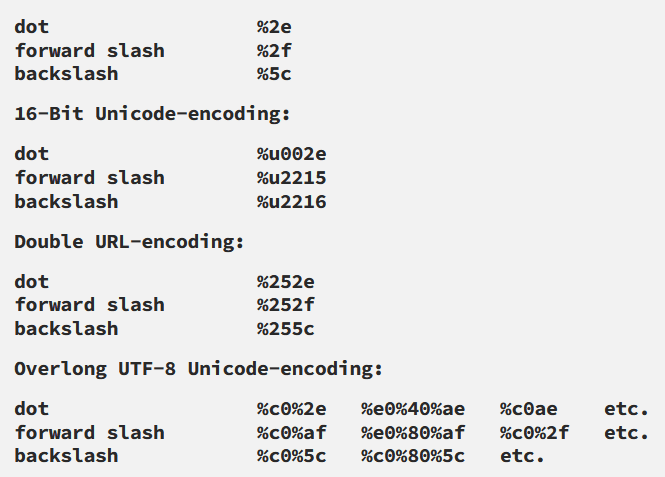 dot %2e
forward slash %2f
backslash %5c
16-Bit Unicode-encoding:
dot %u002e
forward slash %u2215
backslash %u2216
Double URL-encoding:
dot %252e
forward slash %252f
backslash %255c
Overlong UTF-8 Unicode-encoding:
dot %c0%2e %e0%40%ae %c0ae etc.
forward slash %c0%af %e0%80%af %c0%2f etc.
backslash %c0%5c %c0%80%5c etc.